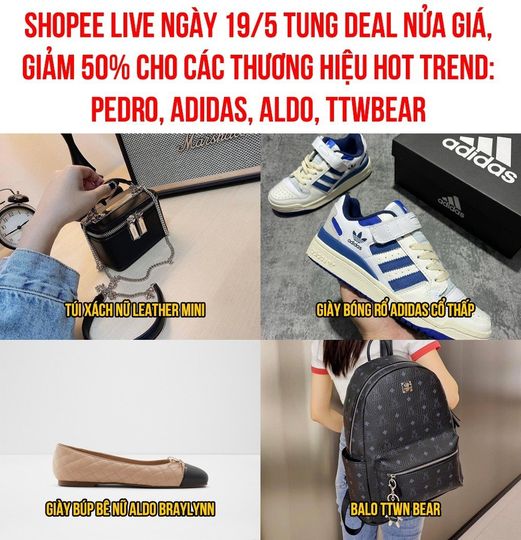 SHOPEE LIVE NGÀY 19/5 TUNG DEAL NỬA GIÁ,
GIẢM 50% CHO CÁC THƯƠNG HIỆU HOT TREND:
PEDRO, ADIDAS, ALDO, TTWBEAR
Marshall
adidas
adidas
adidas
TÚI XÁCH NỮ LEATHER MINI
GIÀY BÓNG RỔ ADIDAS CỔ THẤP
GIÀY BÚP BÊ NỮ ALDO BRAYLYNN
BALO TTWN BEAR